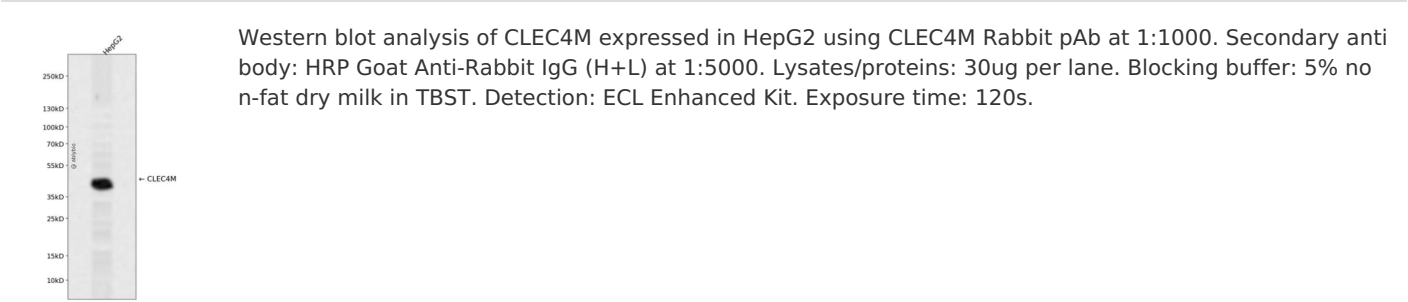 HepG2
Western blot analysis of CLEC4M expressed in HepG2 using CLEC4M Rabbit pAb at 1:1000. Secondary anti
body: HRP Goat Anti-Rabbit IgG (H+L) at 1:5000. Lysates/proteins: 30ug per lane. Blocking buffer: 5% no
n-fat dry milk in TBST. Detection: ECL Enhanced Kit. Exposure time: 120s.
250kD
130kD
100kD
70kD
55kD
← CLEC4M
35kD
25kD
15kD
10kD